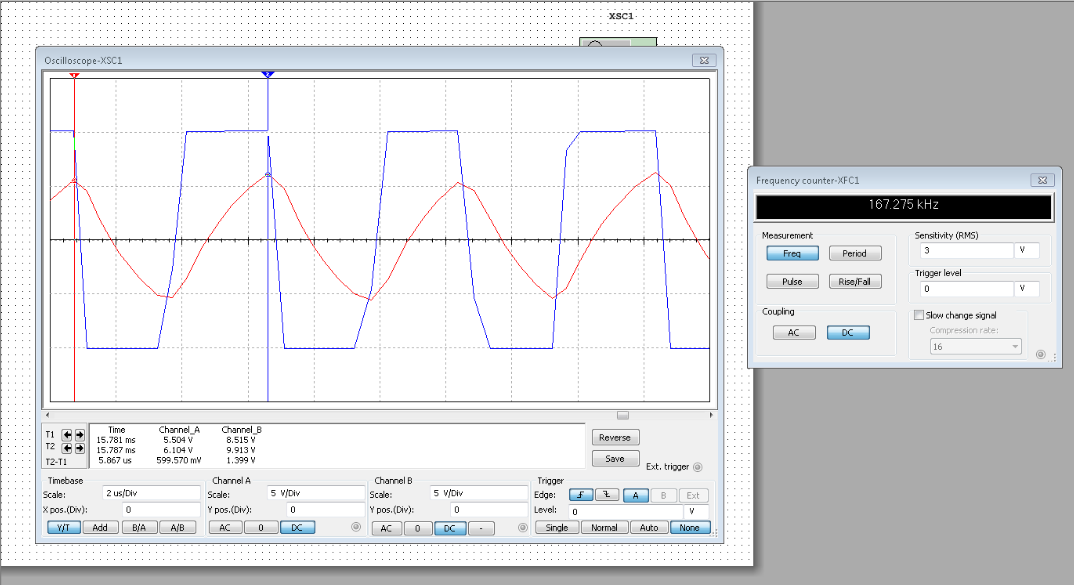 XSC1
Oscilloscope-XSC1
1
2
Time Channel_A Channel_B
T1 15.781 ms 5.504 V 8.515 V
T2 15.787 ms 6.104 V 9.913 V
T2-T1 5.867 us 599.570 mV 1.399 V
Reverse
Save
Ext. trigger
Timebase
Scale: 2 us/Div
X pos.(Div): 0
Y/T Add B/A A/B
Channel A
Scale: 5 V/Div
Y pos.(Div): 0
AC 0 DC
Channel B
Scale: 5 V/Div
Y pos.(Div): 0
AC 0 DC -
Trigger
Edge: A B Ext
Level: 0 V
Single Normal Auto None
Frequency counter-XFC1
167.275 kHz
Measurement
Freq Period
Pulse Rise/Fall
Coupling
AC DC
Sensitivity (RMS)
3 V
Trigger level
0 V
Slow change signal
Compression rate:
16